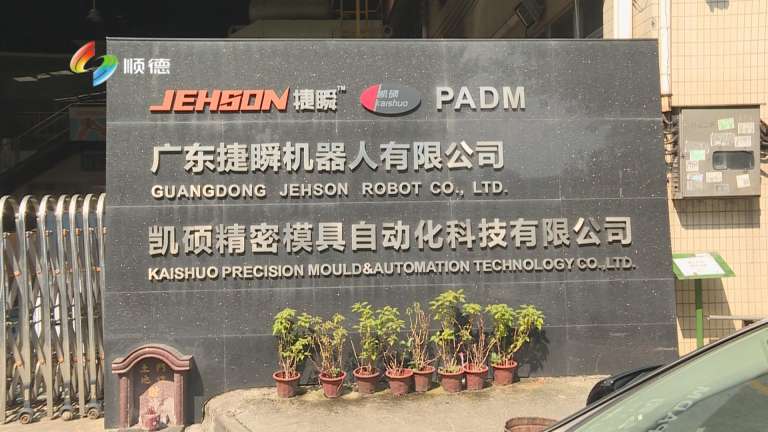 顺德
JEHSON 捷瞬™ 凯硕 kaishuo PADM
广东捷瞬机器人有限公司
GUANGDONG JEHSON ROBOT CO., LTD.
凯硕精密模具自动化科技有限公司
KAISHUO PRECISION MOULD&AUTOMATION TECHNOLOGY CO.,LTD.